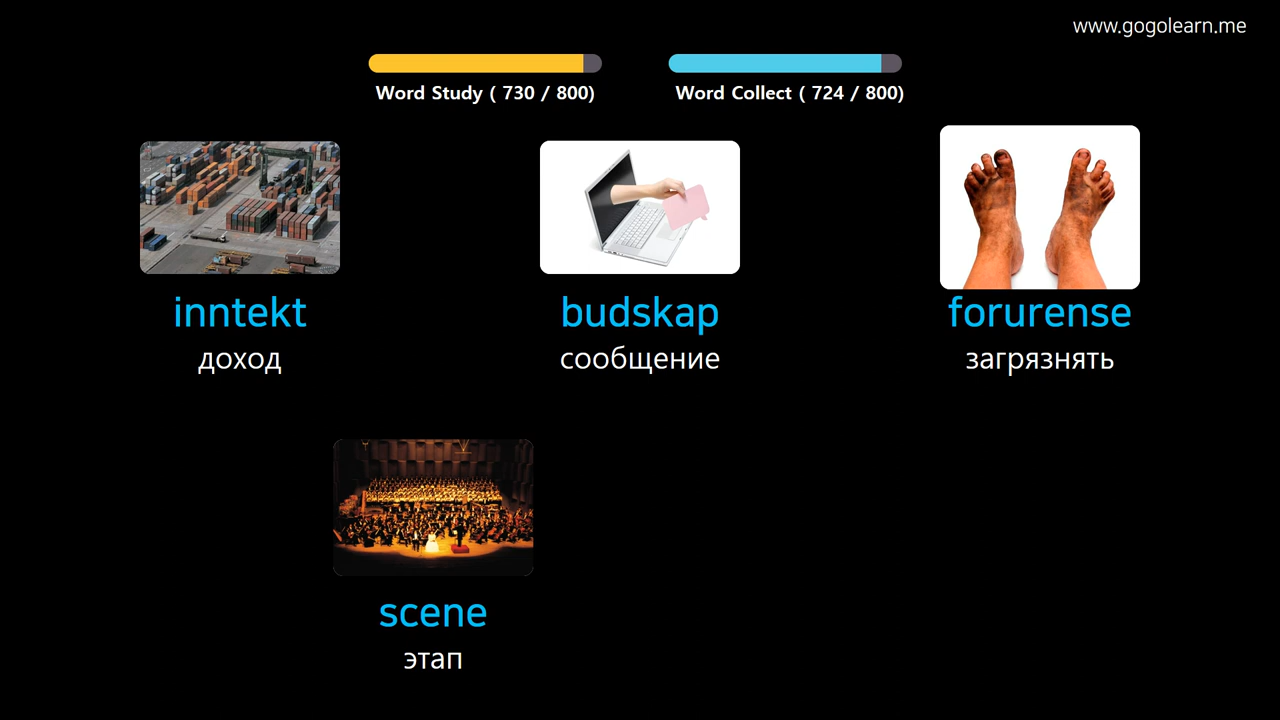 www.gogolearn.me
Word Study ( 730 / 800)
Word Collect ( 724 / 800)
inntekt
доход
budskap
сообщение
forurense
загрязнять
scene
этап